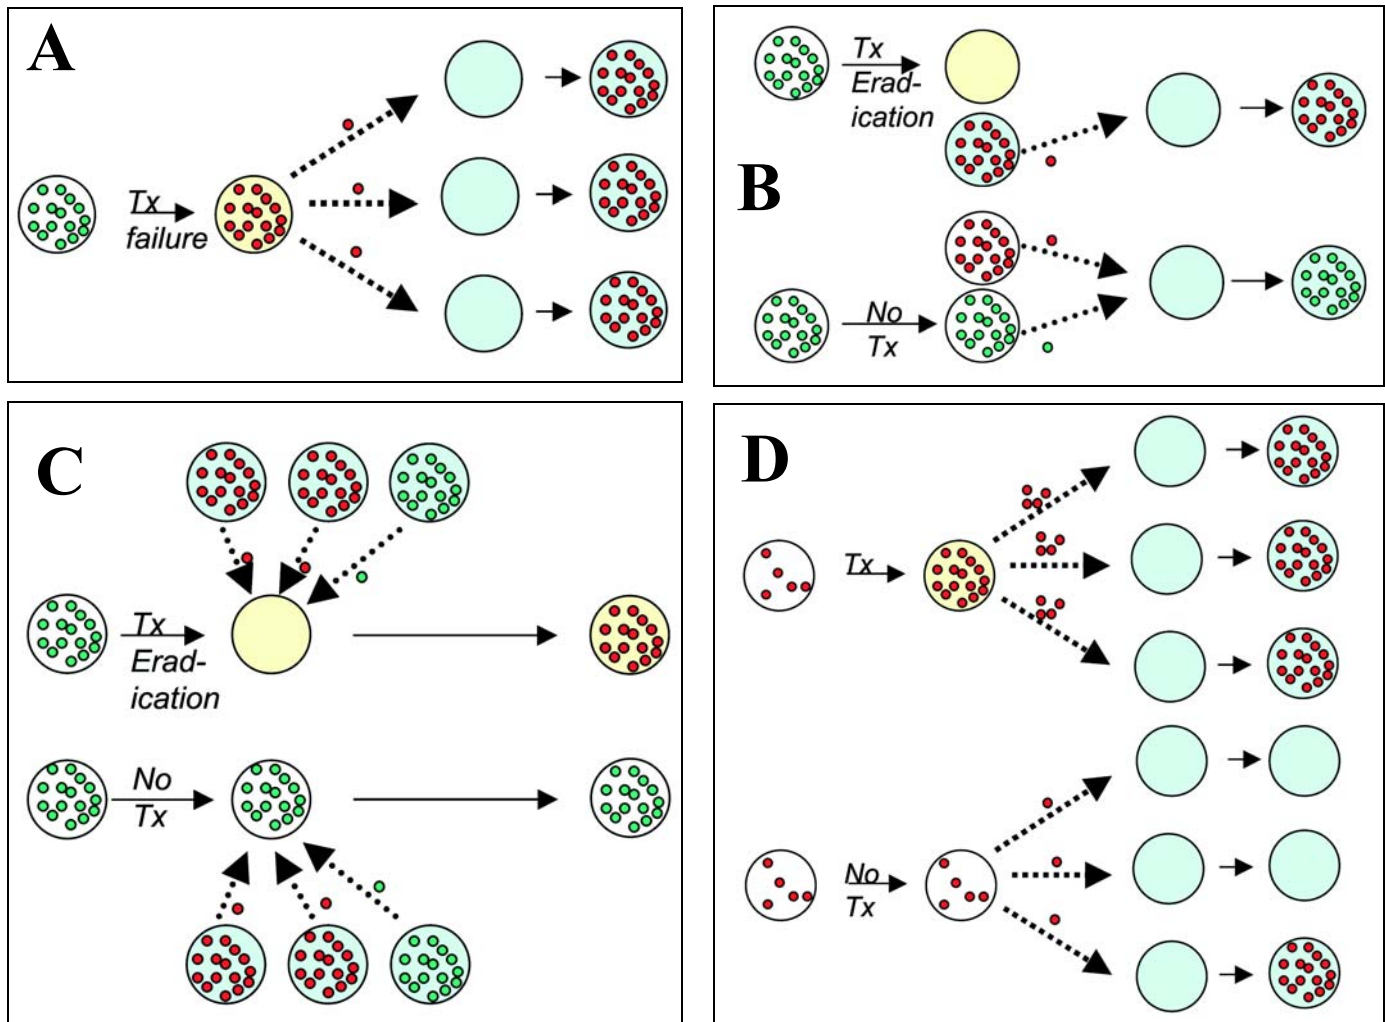 A
Tx
failure
B
Tx
Erad-
ication
No
Tx
C
Tx
Erad-
ication
No
Tx
D
Tx
No
Tx